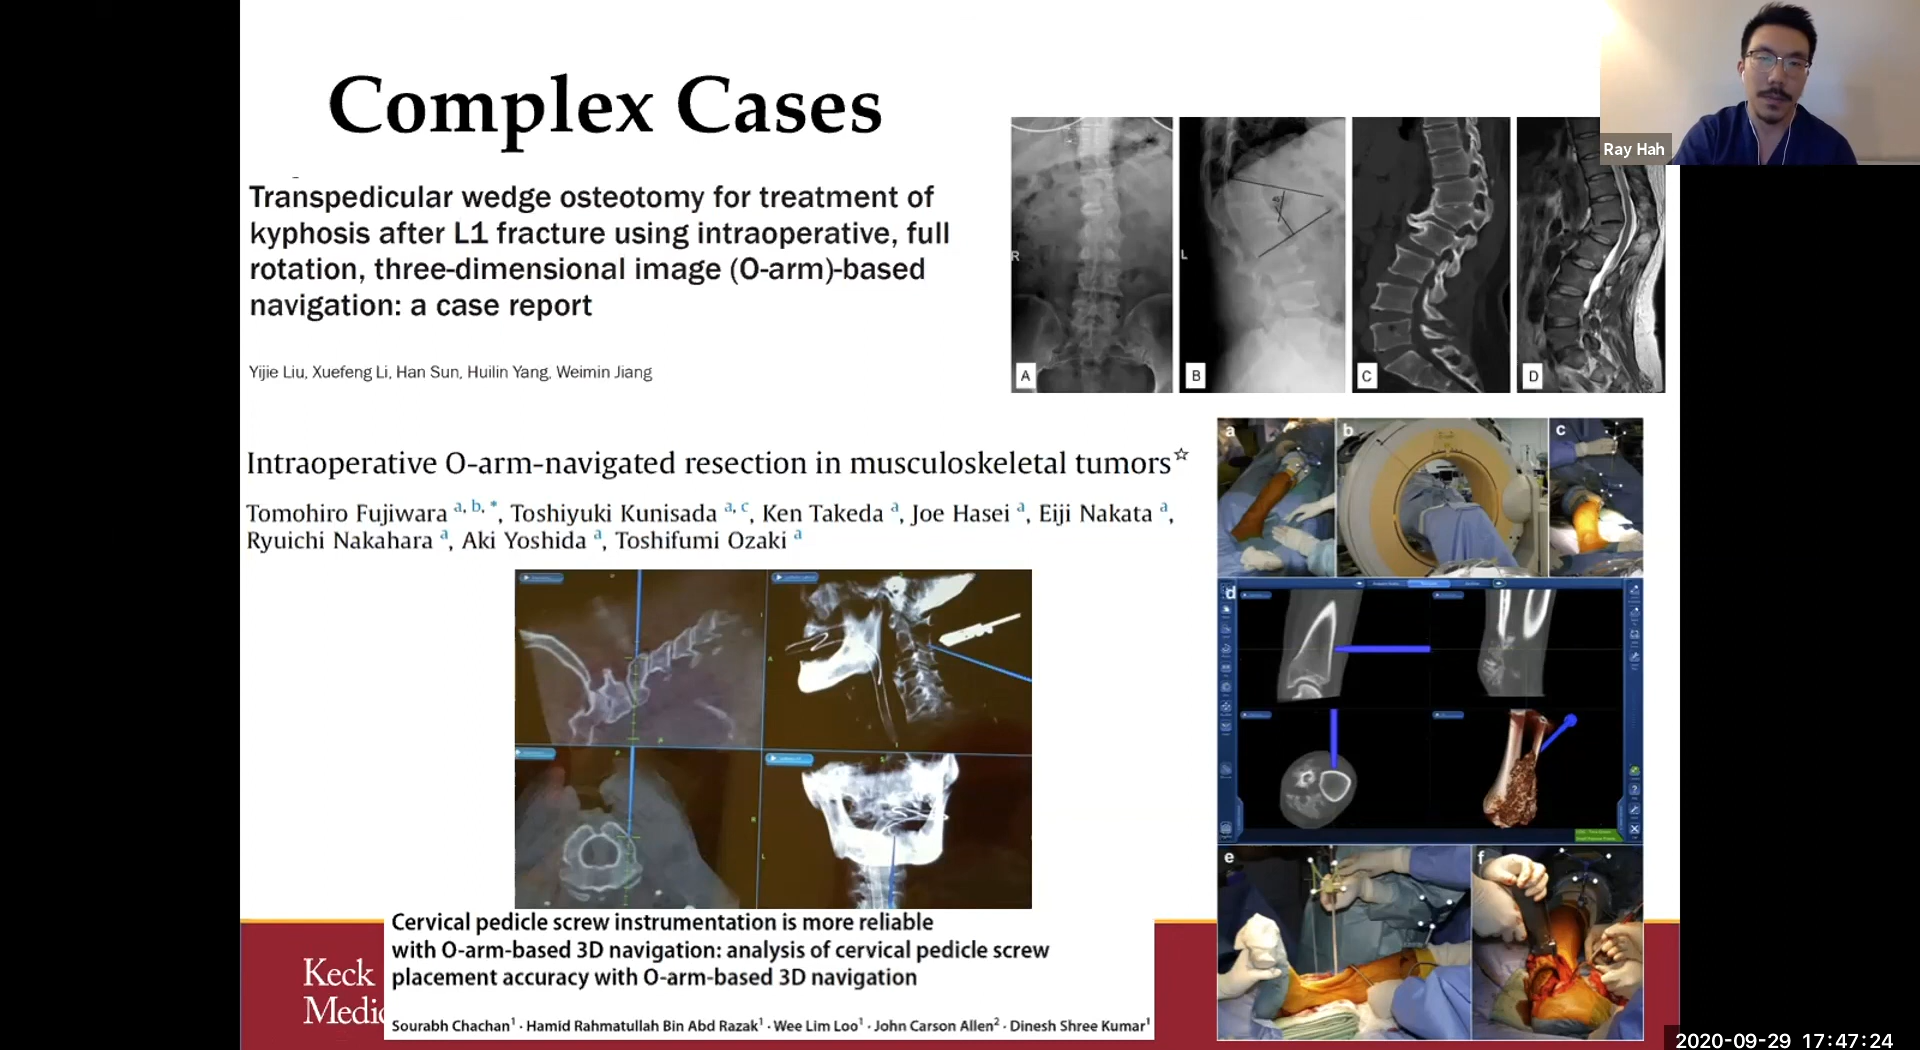 Complex Cases
Ray Hah
Transpedicular wedge osteotomy for treatment of
kyphosis after L1 fracture using intraoperative, full
rotation, three-dimensional image (O-arm)-based
navigation: a case report
Yijie Liu, Xuefeng Li, Han Sun, Huilin Yang, Weimin Jiang
R
L
A
B
C
D
Intraoperative O-arm-navigated resection in musculoskeletal tumors☆
Tomohiro Fujiwara a, b, *, Toshiyuki Kunisada a, c, Ken Takeda a, Joe Hasei a, Eiji Nakata a,
Ryuichi Nakahara a, Aki Yoshida a, Toshifumi Ozaki a
a
b
c
d
e
f
Cervical pedicle screw instrumentation is more reliable
with O-arm-based 3D navigation: analysis of cervical pedicle screw
placement accuracy with O-arm-based 3D navigation
Sourabh Chachan1 · Hamid Rahmatullah Bin Abd Razak1 · Wee Lim Loo1 · John Carson Allen2 · Dinesh Shree Kumar1
Keck
Medic
2020-09-29 17:47:24